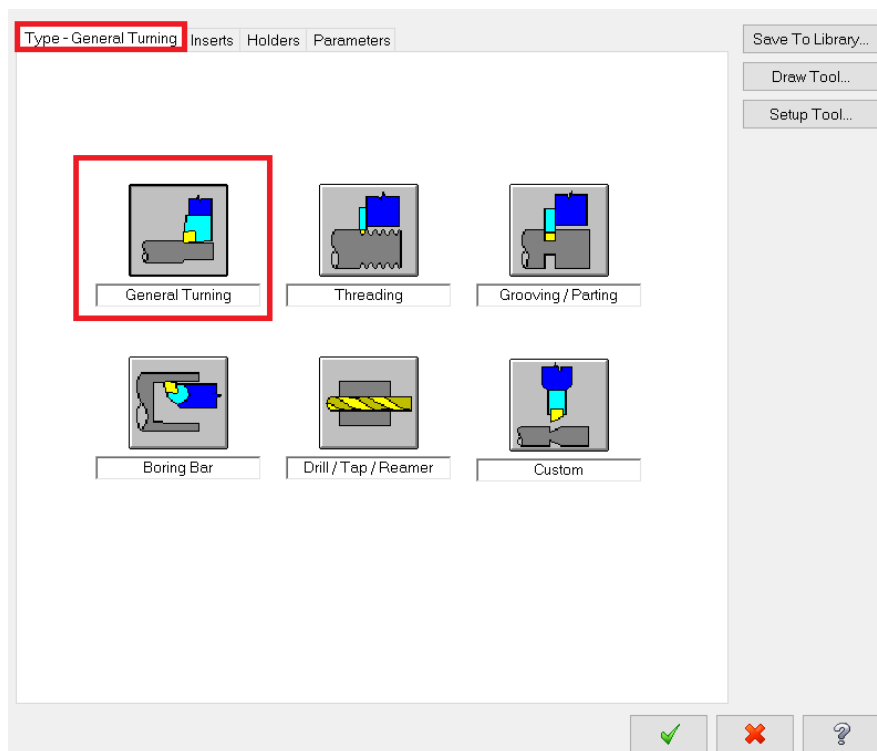 Type - General Turning Inserts Holders Parameters
Save To Library...
Draw Tool...
Setup Tool...
General Turning Threading Grooving / Parting
Boring Bar Drill / Tap / Reamer Custom